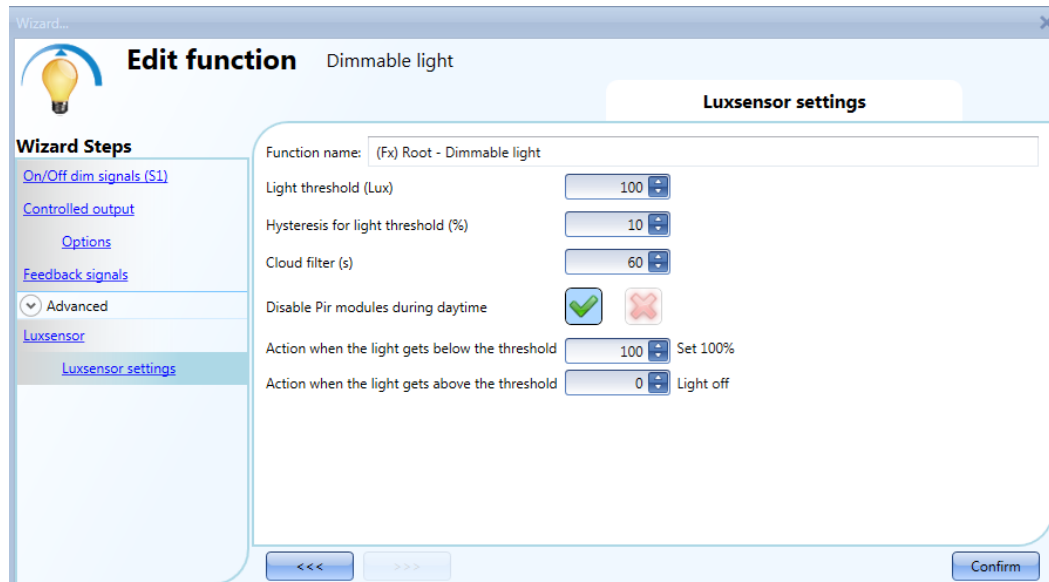 Wizard...
Edit function Dimmable light
Luxsensor settings
Wizard Steps
On/Off dim signals (S1)
Controlled output
Options
Feedback signals
Advanced
Luxsensor
Luxsensor settings
Function name: (Fx) Root - Dimmable light
Light threshold (Lux) 100
Hysteresis for light threshold (%) 10
Cloud filter (s) 60
Disable Pir modules during daytime
Action when the light gets below the threshold 100 Set 100%
Action when the light gets above the threshold 0 Light off
<<< >>> Confirm